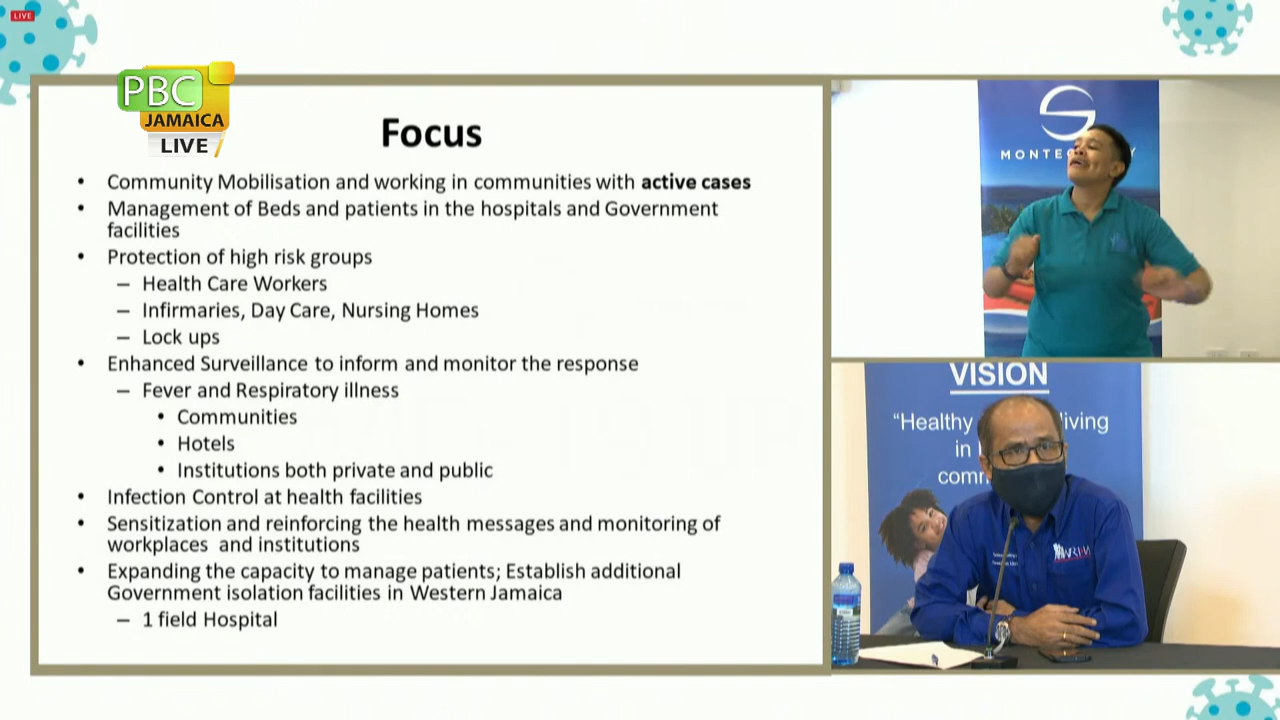 LIVE
PBC
JAMAICA
LIVE
Focus
• Community Mobilisation and working in communities with active cases
• Management of Beds and patients in the hospitals and Government
facilities
• Protection of high risk groups
– Health Care Workers
– Infirmaries, Day Care, Nursing Homes
– Lock ups
• Enhanced Surveillance to inform and monitor the response
– Fever and Respiratory illness
• Communities
• Hotels
• Institutions both private and public
• Infection Control at health facilities
• Sensitization and reinforcing the health messages and monitoring of
workplaces and institutions
• Expanding the capacity to manage patients; Establish additional
Government isolation facilities in Western Jamaica
– 1 field Hospital
VISION
“Healthy
in